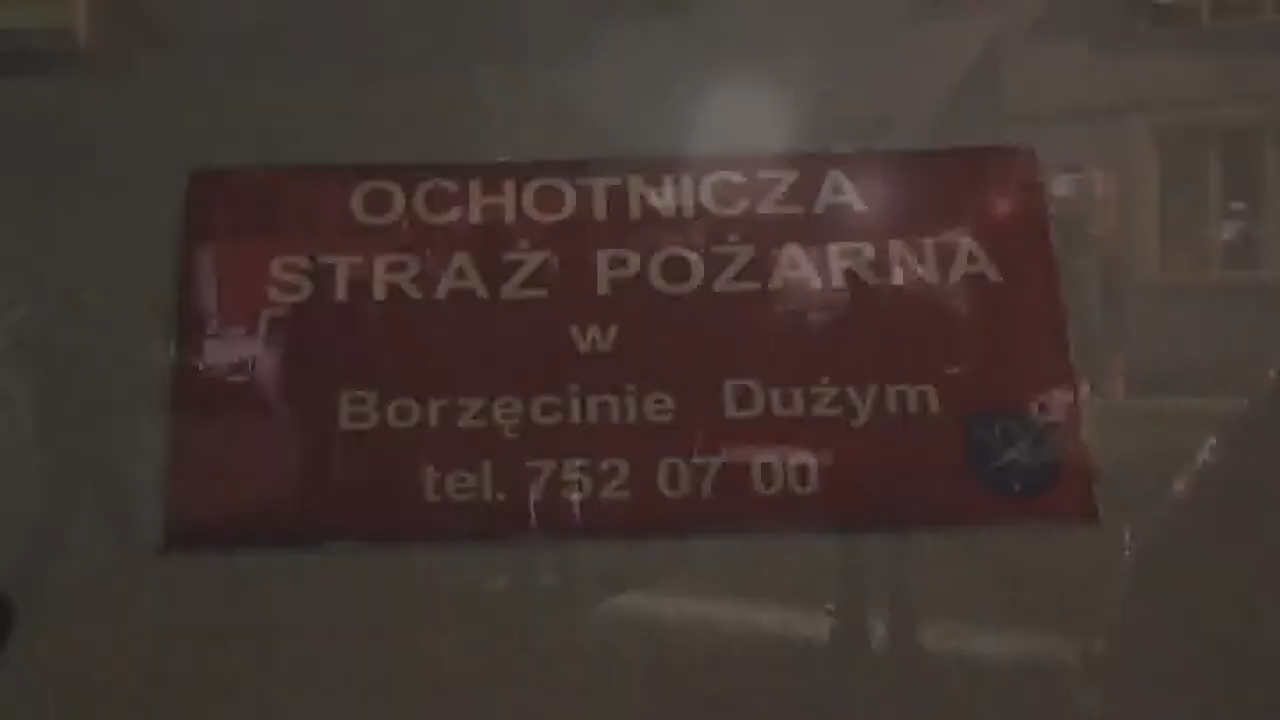 OCHOTNICZA
STRAŻ POŻARNA
w
Borzęcinie Dużym
tel. 752 07 00